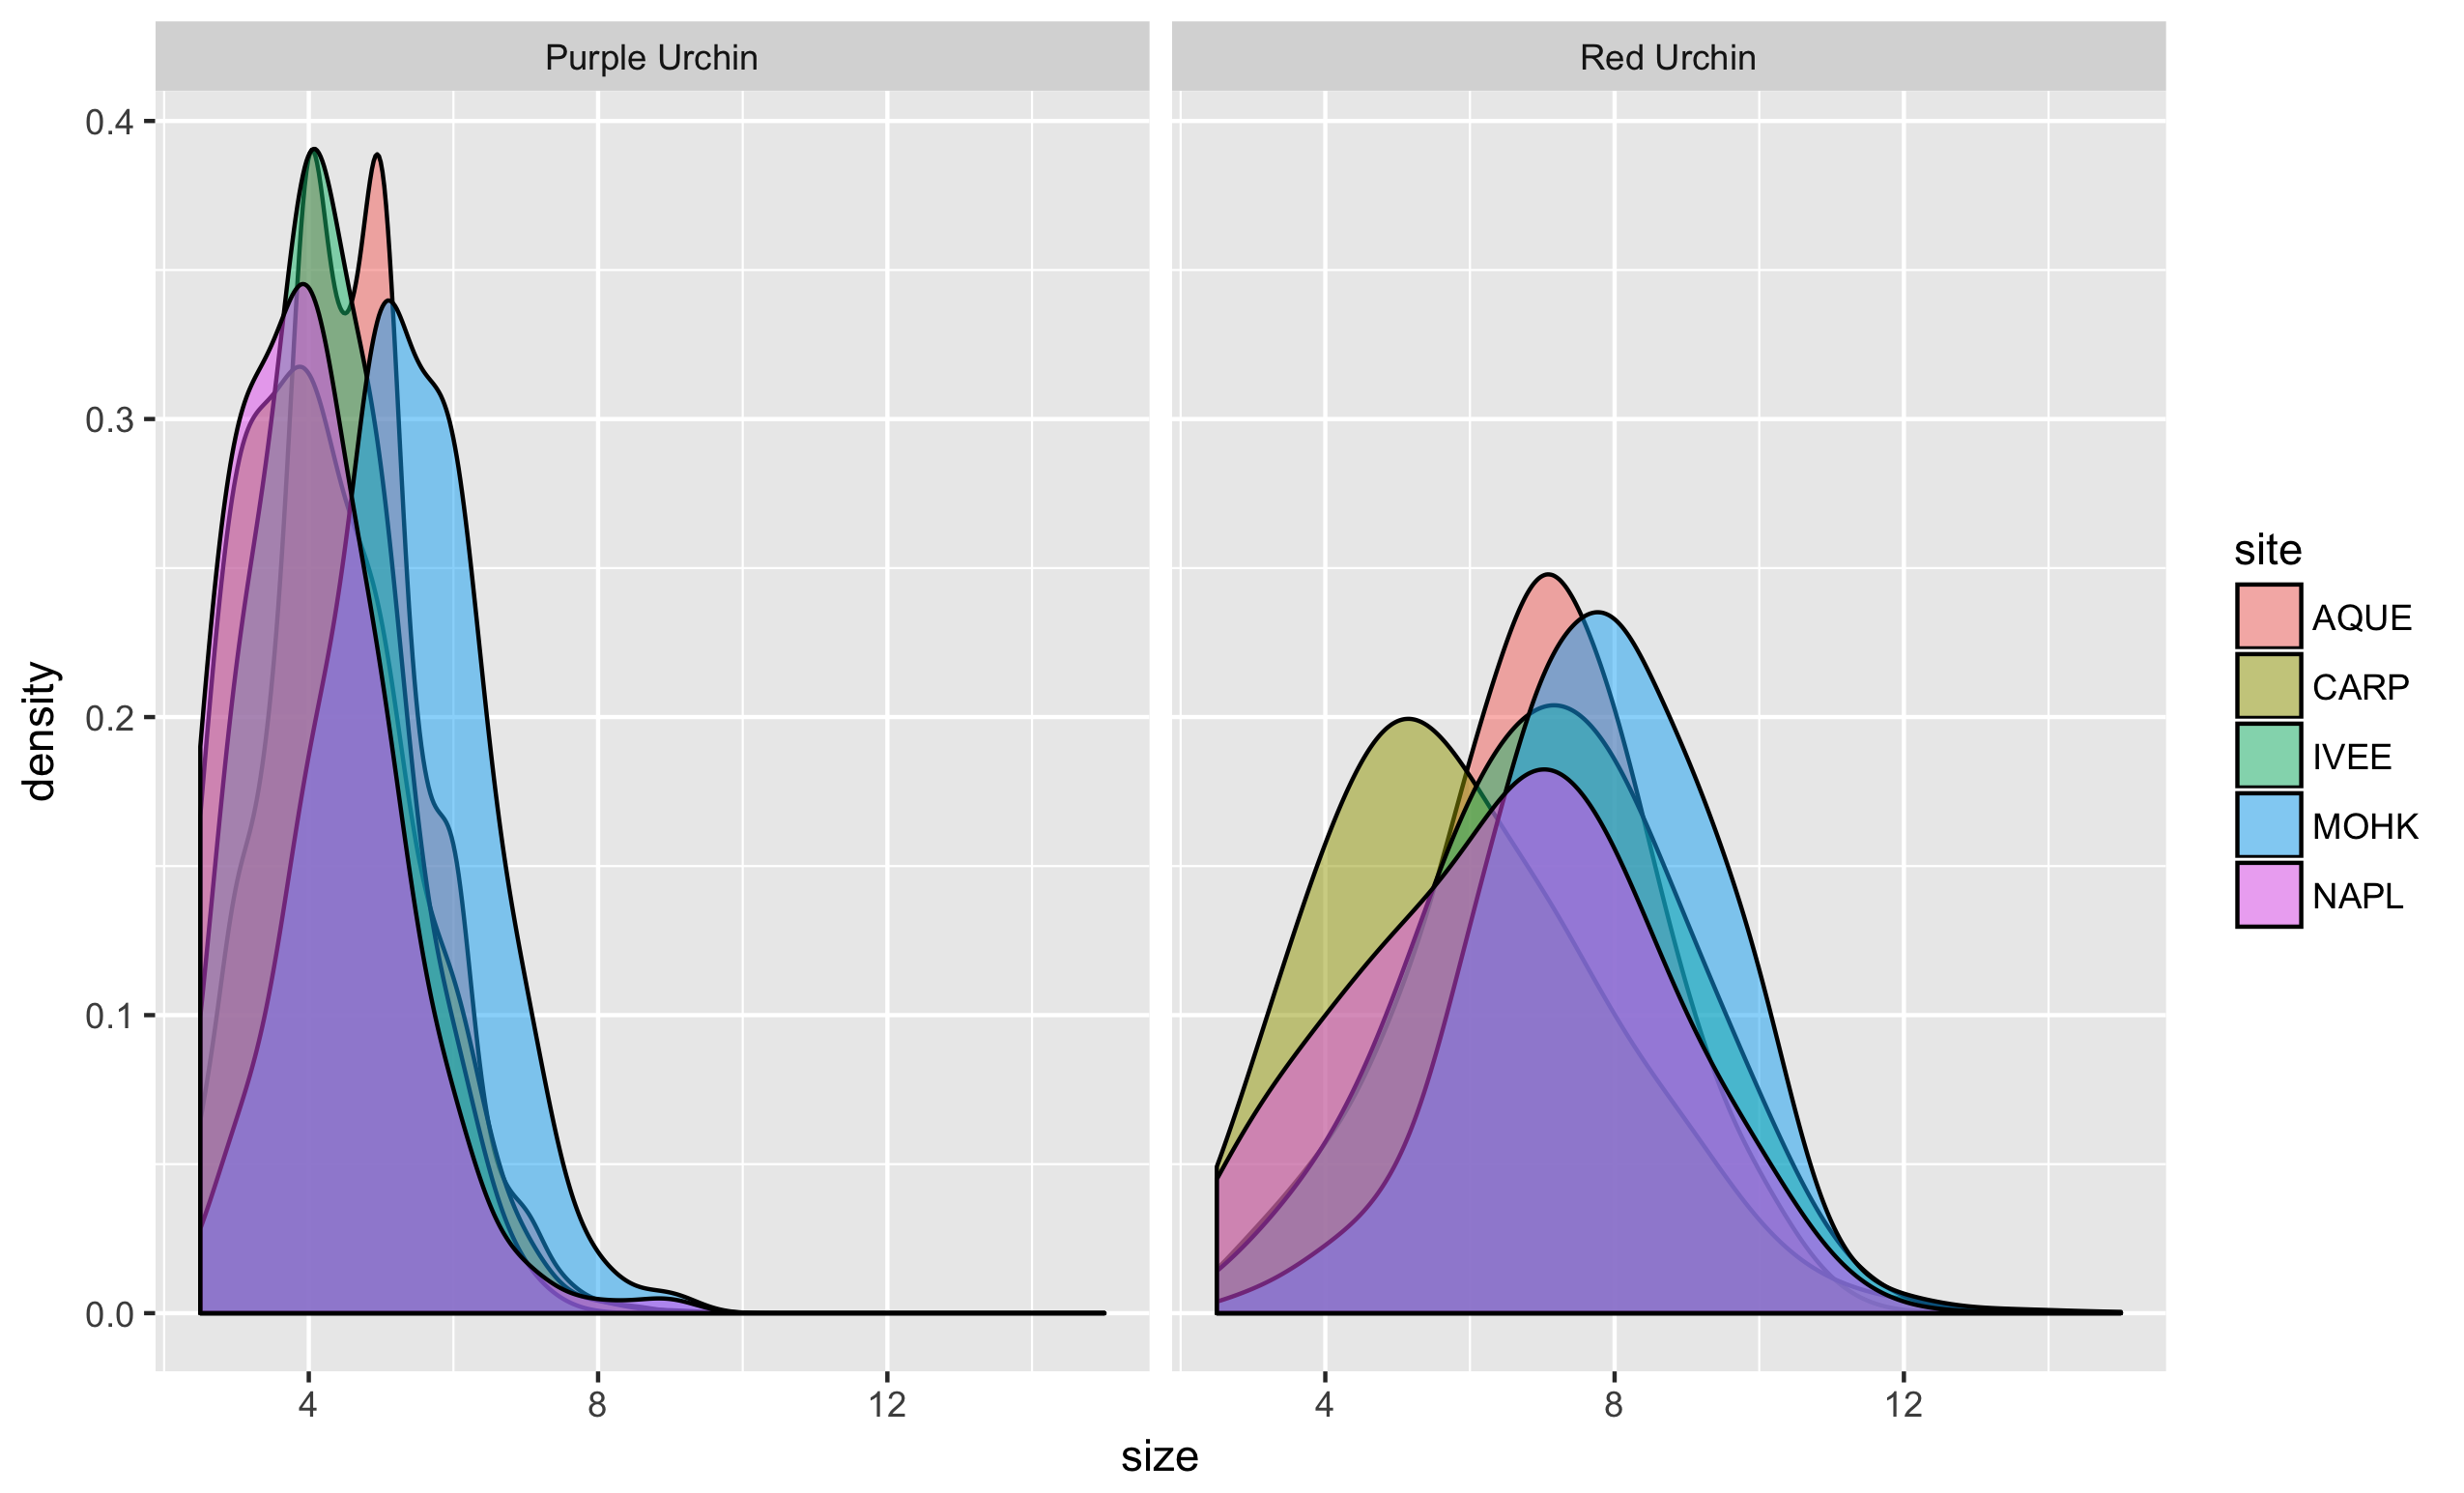 Purple Urchin
Red Urchin
0.4
0.3
0.2
0.1
0.0
density
4 8 12
4 8 12
size
site
AQUE
CARP
IVEE
MOHK
NAPL